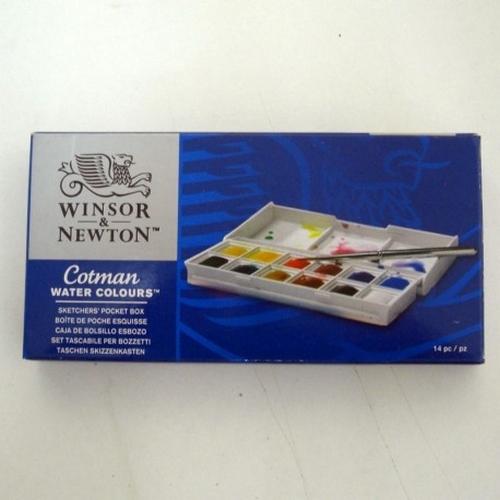 WINSOR
&
NEWTON™
Cotman
WATER COLOURS™
SKETCHERS' POCKET BOX
BOÎTE DE POCHE ESQUISSE
CAJA DE BOLSILLO ESBOZO
SET TASCABILE PER BOZZETTI
TASCHEN SKIZZENKASTEN
14 pc / pz